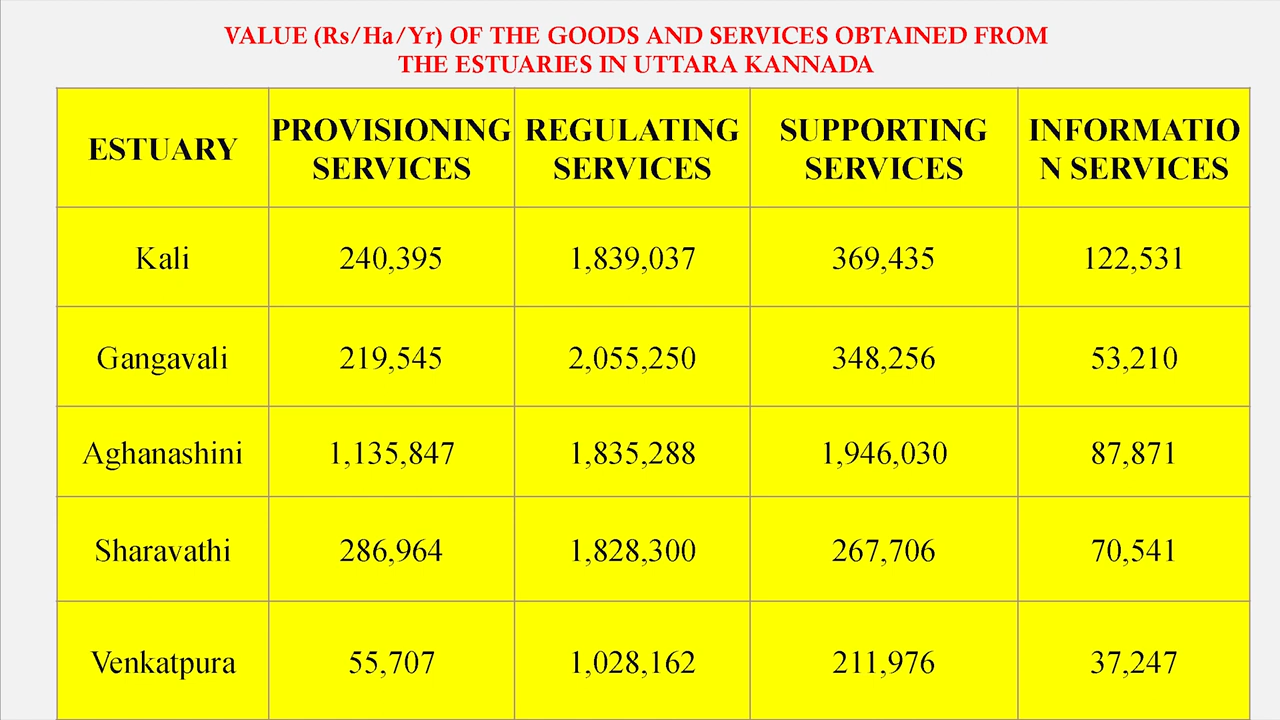 VALUE (Rs/Ha/Yr) OF THE GOODS AND SERVICES OBTAINED FROM
THE ESTUARIES IN UTTARA KANNADA
ESTUARY PROVISIONING SERVICES REGULATING SERVICES SUPPORTING SERVICES INFORMATIO N SERVICES
Kali 240,395 1,839,037 369,435 122,531
Gangavali 219,545 2,055,250 348,256 53,210
Aghanashini 1,135,847 1,835,288 1,946,030 87,871
Sharavathi 286,964 1,828,300 267,706 70,541
Venkatpura 55,707 1,028,162 211,976 37,247